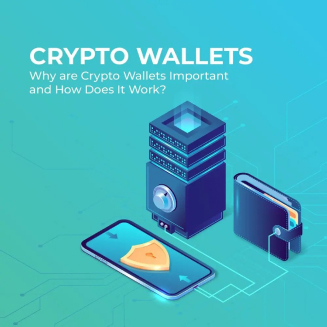 CRYPTO WALLETS
Why are Crypto Wallets Important
and How Does It Work?